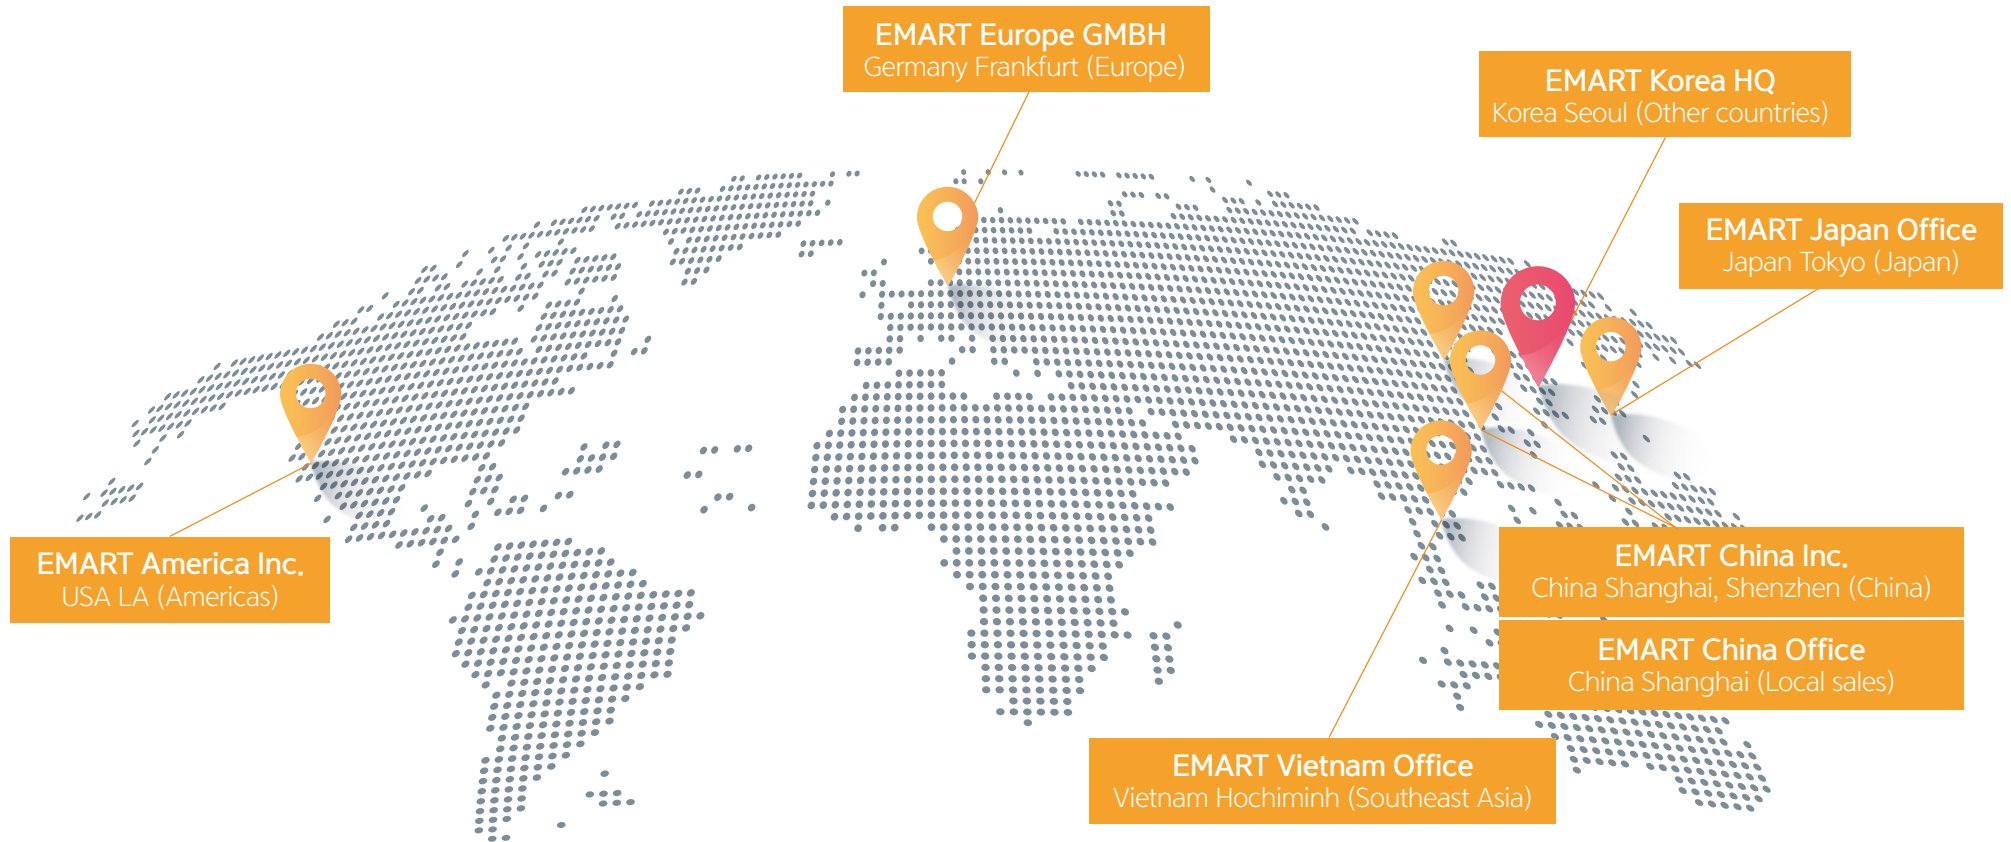 EMART Europe GMBH
Germany Frankfurt (Europe)
EMART Korea HQ
Korea Seoul (Other countries)
EMART Japan Office
Japan Tokyo (Japan)
EMART America Inc.
USA LA (Americas)
EMART China Inc.
China Shanghai, Shenzhen (China)
EMART China Office
China Shanghai (Local sales)
EMART Vietnam Office
Vietnam Hochiminh (Southeast Asia)